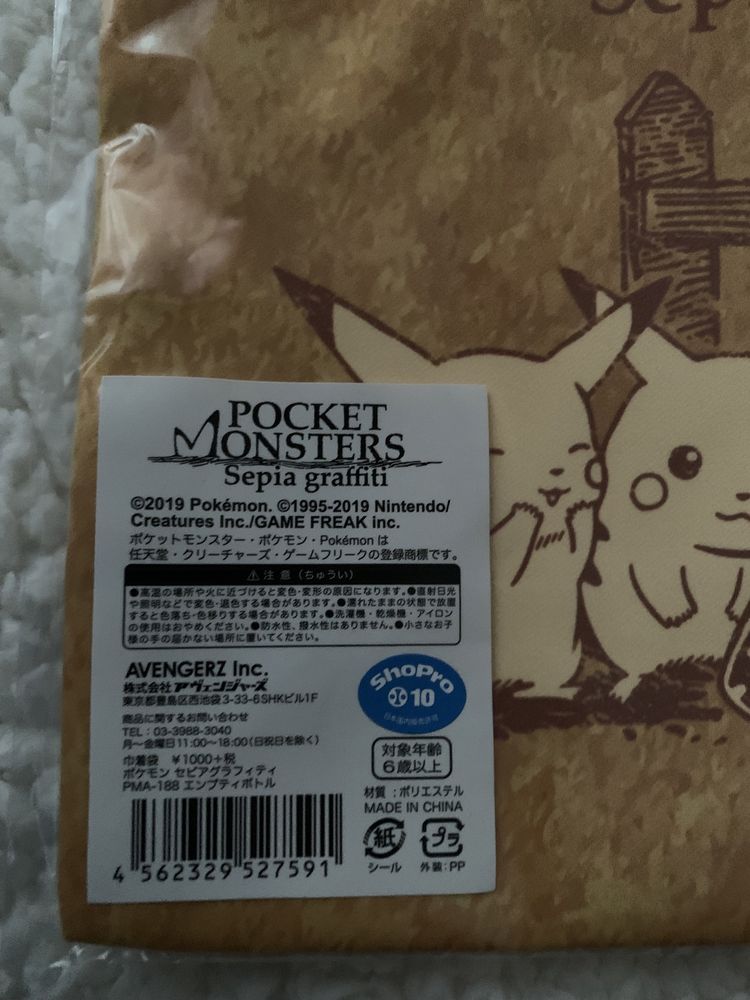 Sep
POCKET
MONSTERS
Sepia graffiti
©2019 Pokémon. ©1995-2019 Nintendo/
Creatures Inc./GAME FREAK inc.
ポケットモンスター・ポケモン・Pokémonは
任天堂・クリーチャーズ・ゲームフリークの登録商標です。
⚠注意（ちゅうい）
●高温の場所や火に近づけると変色・変形の原因になります。●直射日光
や照明などで変色・退色する場合があります。●濡れたままの状態で放置
すると色落ち・色移りする場合があります。●洗濯機・乾燥機・アイロン
の使用はおやめください。●防水性、撥水性はありません。●小さなお子
様の手の届かない場所に置いてください。
AVENGERZ Inc.
株式会社アヴェンジャーズ
東京都豊島区西池袋3-33-6SHKビル1F
商品に関するお問い合わせ
TEL：03-3988-3040
月～金曜日11:00～18:00（日祝日を除く）
巾着袋 ¥1000+税
ポケモン セピアグラフィティ
PMA-188 エンプティボトル
ShoPro
10
日本国内販売許可
対象年齢
6歳以上
材質：ポリエステル
MADE IN CHINA
紙
シール
プラ
外装：PP
4 562329 527591